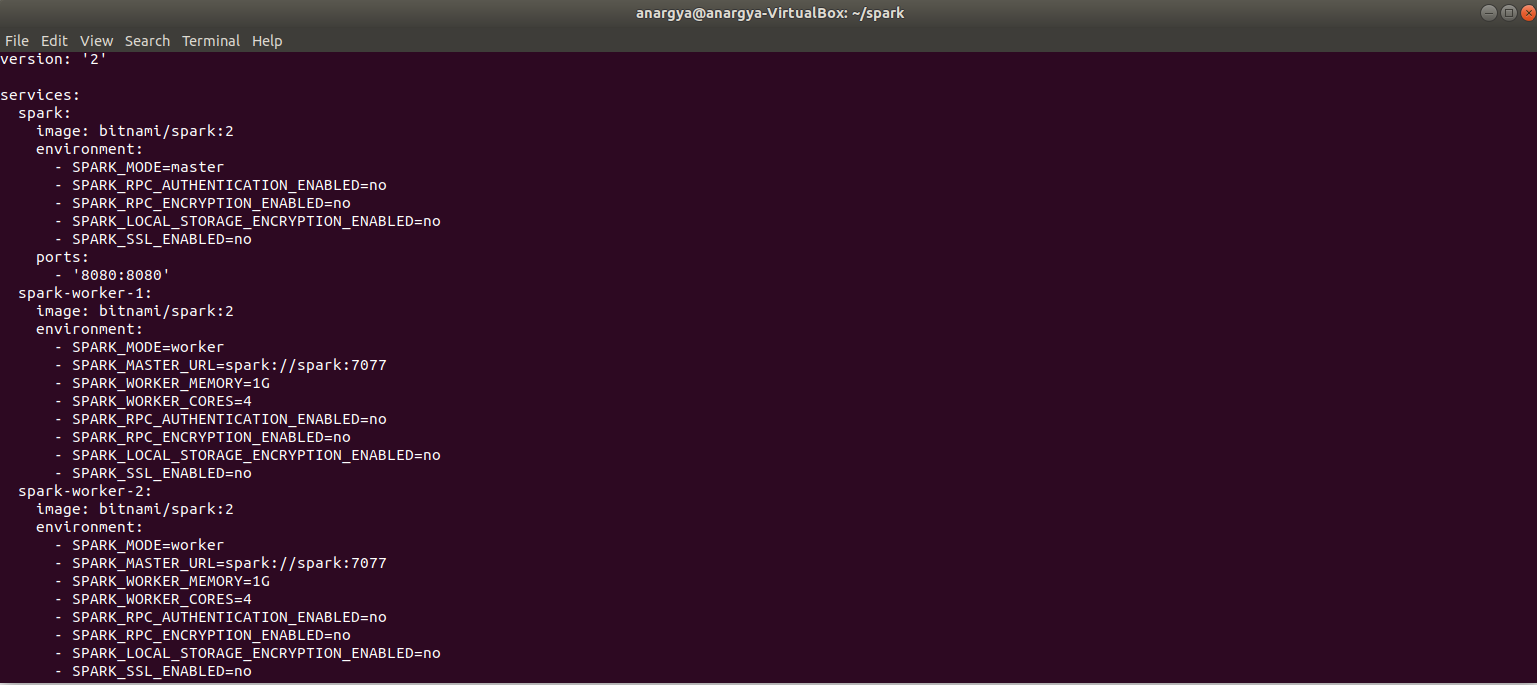 anargya@anargya-VirtualBox: ~/spark
File Edit View Search Terminal Help
version: '2'

services:
  spark:
    image: bitnami/spark:2
    environment:
      - SPARK_MODE=master
      - SPARK_RPC_AUTHENTICATION_ENABLED=no
      - SPARK_RPC_ENCRYPTION_ENABLED=no
      - SPARK_LOCAL_STORAGE_ENCRYPTION_ENABLED=no
      - SPARK_SSL_ENABLED=no
    ports:
      - '8080:8080'
  spark-worker-1:
    image: bitnami/spark:2
    environment:
      - SPARK_MODE=worker
      - SPARK_MASTER_URL=spark://spark:7077
      - SPARK_WORKER_MEMORY=1G
      - SPARK_WORKER_CORES=4
      - SPARK_RPC_AUTHENTICATION_ENABLED=no
      - SPARK_RPC_ENCRYPTION_ENABLED=no
      - SPARK_LOCAL_STORAGE_ENCRYPTION_ENABLED=no
      - SPARK_SSL_ENABLED=no
  spark-worker-2:
    image: bitnami/spark:2
    environment:
      - SPARK_MODE=worker
      - SPARK_MASTER_URL=spark://spark:7077
      - SPARK_WORKER_MEMORY=1G
      - SPARK_WORKER_CORES=4
      - SPARK_RPC_AUTHENTICATION_ENABLED=no
      - SPARK_RPC_ENCRYPTION_ENABLED=no
      - SPARK_LOCAL_STORAGE_ENCRYPTION_ENABLED=no
      - SPARK_SSL_ENABLED=no